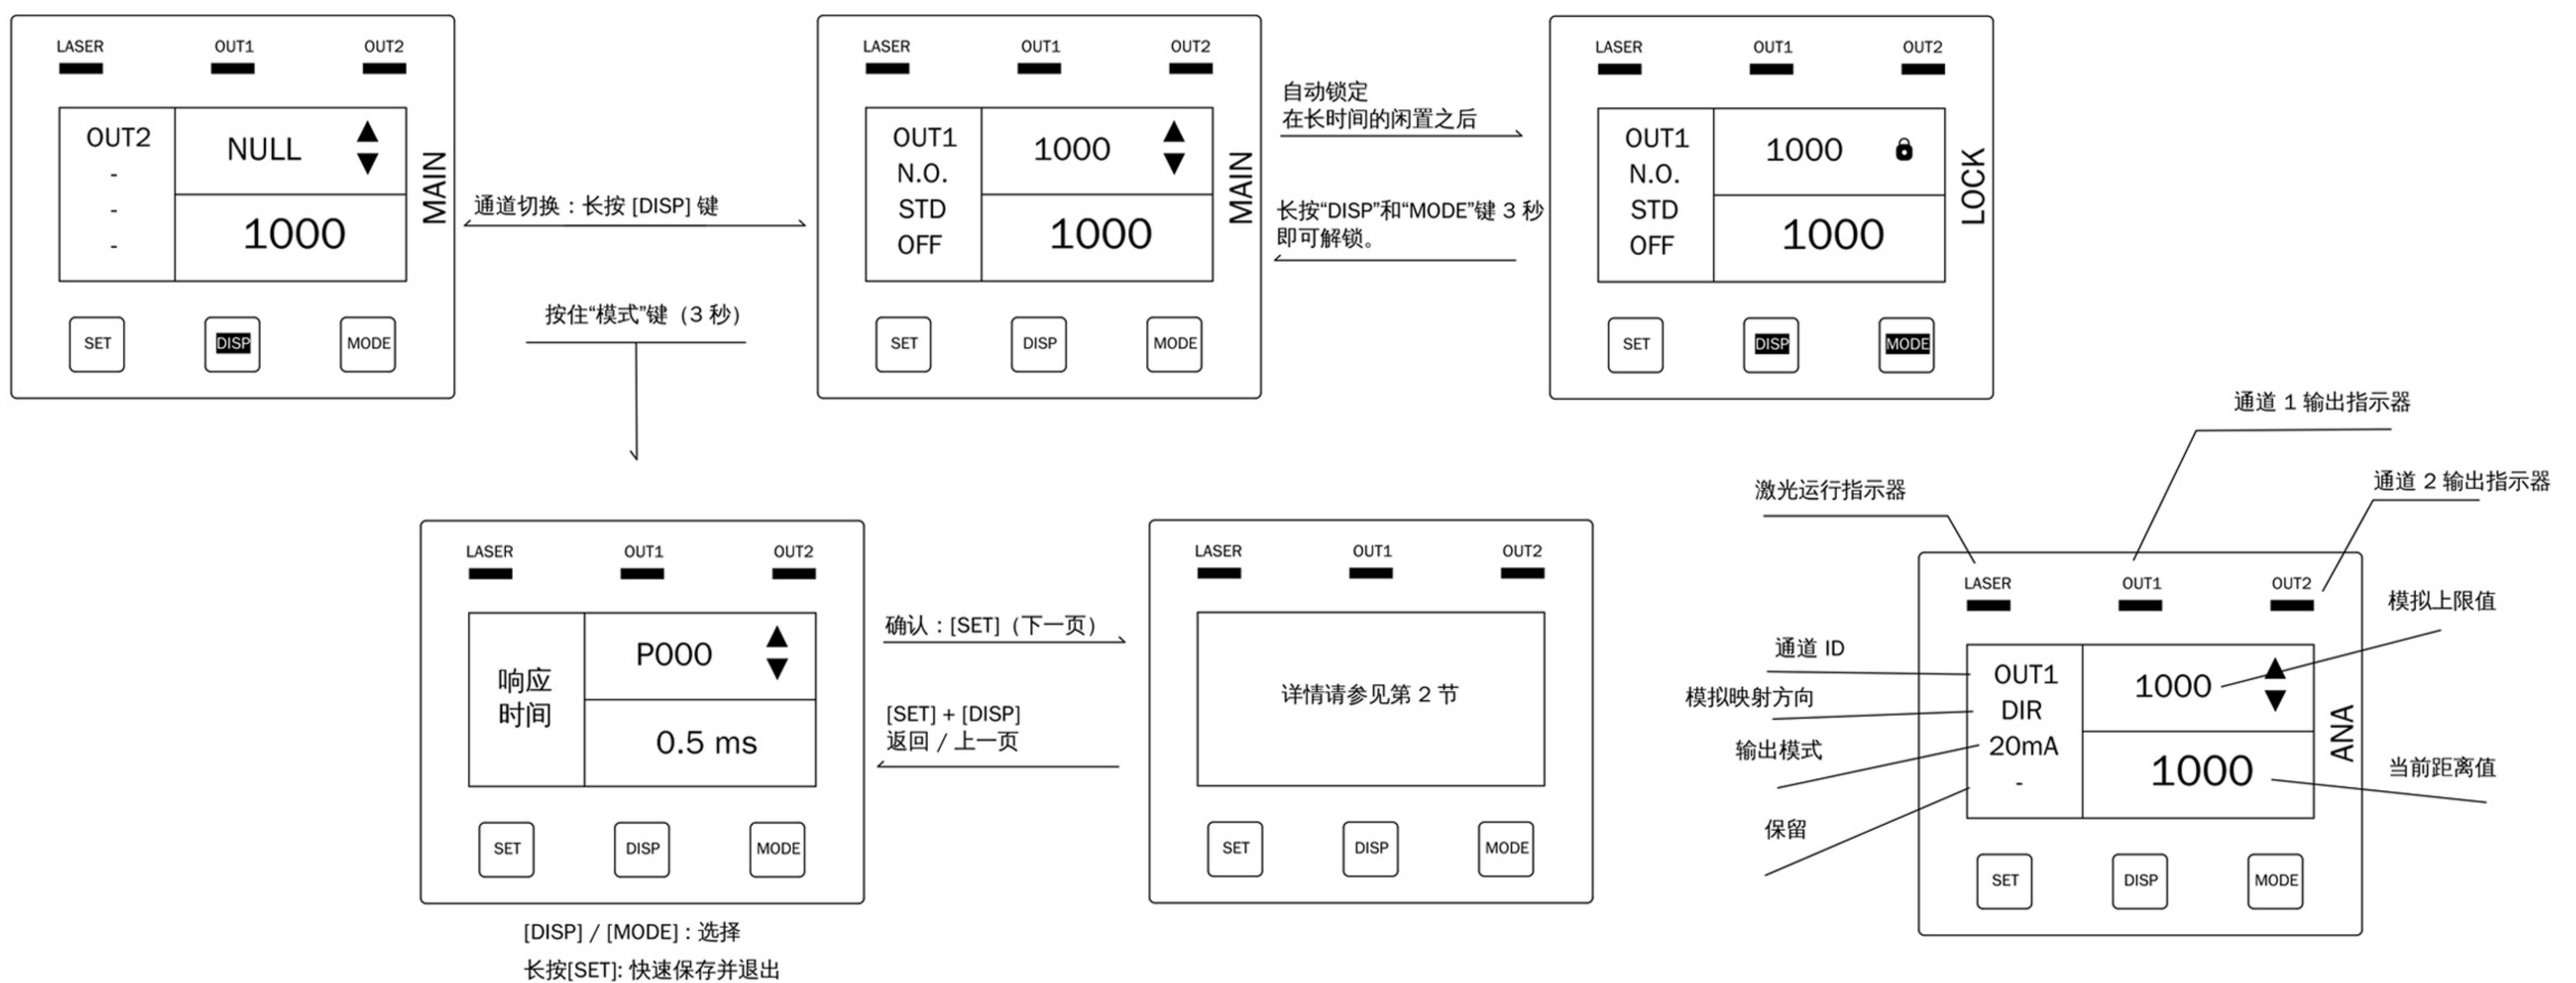 LASER
OUT1
OUT2
OUT2
-
-
-
NULL
▲
▼
1000
MAIN
SET
DISP
MODE
通道切换：长按 [DISP] 键
按住“模式”键（3 秒）
LASER
OUT1
OUT2
OUT1
N.O.
STD
OFF
1000
▲
▼
1000
MAIN
SET
DISP
MODE
自动锁定
在长时间的闲置之后
长按“DISP”和“MODE”键 3 秒
即可解锁。
LASER
OUT1
OUT2
OUT1
N.O.
STD
OFF
1000
1000
LOCK
SET
DISP
MODE
LASER
OUT1
OUT2
响应
时间
P000
▲
▼
0.5 ms
SET
DISP
MODE
[DISP] / [MODE] : 选择
长按[SET]: 快速保存并退出
确认：[SET]（下一页）
[SET] + [DISP]
返回 / 上一页
LASER
OUT1
OUT2
详情请参见第 2 节
SET
DISP
MODE
通道 1 输出指示器
激光运行指示器
通道 2 输出指示器
LASER
OUT1
OUT2
模拟上限值
通道 ID
模拟映射方向
输出模式
保留
OUT1
DIR
20mA
-
1000
▲
▼
1000
ANA
当前距离值
SET
DISP
MODE